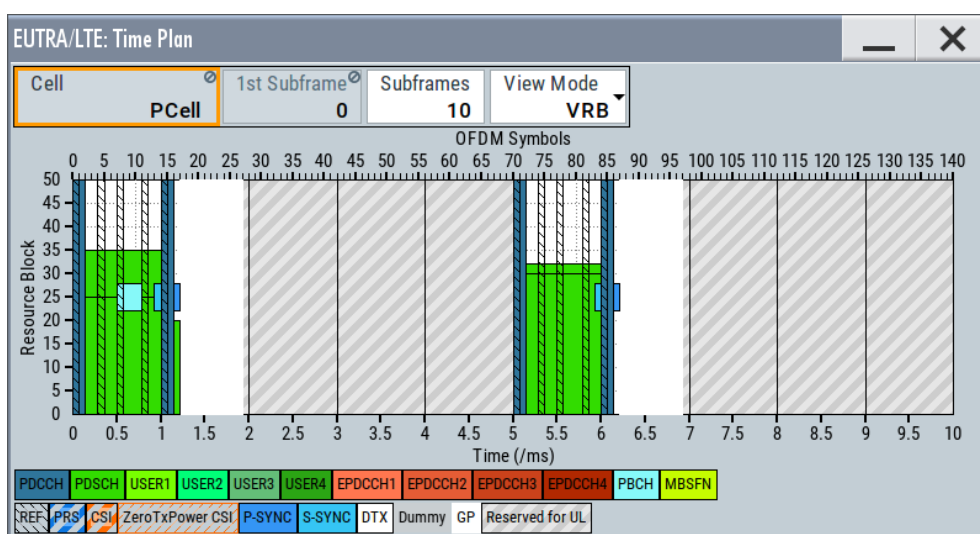 EUTRA/LTE: Time Plan
Cell 1st Subframe Subframes View Mode
PCell 0 10 VRB
OFDM Symbols
0 5 10 15 20 25 30 35 40 45 50 55 60 65 70 75 80 85 90 95 100 105 110 115 120 125 130 135 140
Resource Block
50
45
40
35
30
25
20
15
10
5
0
0 0.5 1 1.5 2 2.5 3 3.5 4 4.5 5 5.5 6 6.5 7 7.5 8 8.5 9 9.5 10
Time (/ms)
PDCCH PDSCH USER1 USER2 USER3 USER4 EPDCCH1 EPDCCH2 EPDCCH3 EPDCCH4 PBCH MBSFN
REF PRS CSI ZeroTxPower CSI P-SYNC S-SYNC DTX Dummy GP Reserved for UL